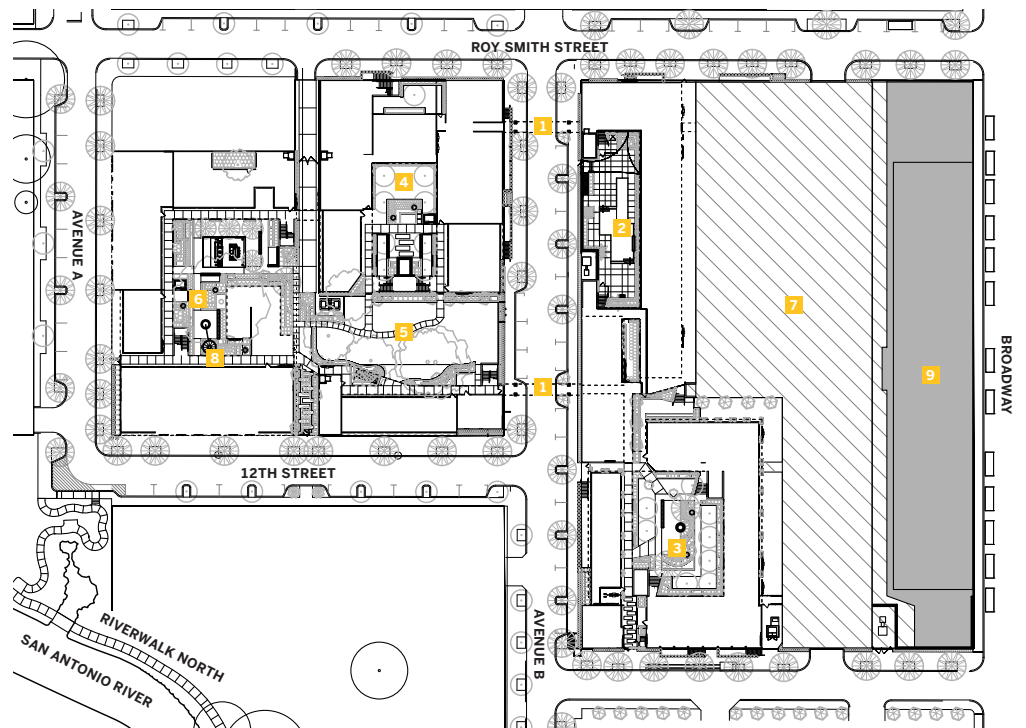 ROY SMITH STREET
1
4
2
AVENUE A
6
7
5
8
BROADWAY
9
1
12TH STREET
3
AVENUE B
RIVERWALK NORTH
SAN ANTONIO RIVER